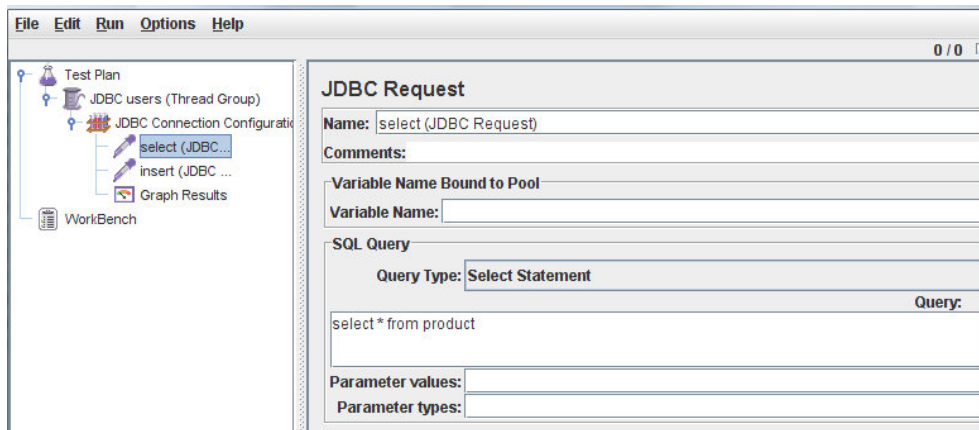 File Edit Run Options Help
0 / 0
Test Plan
JDBC users (Thread Group)
JDBC Connection Configuratio
select (JDBC...
insert (JDBC ...
Graph Results
WorkBench
JDBC Request
Name: select (JDBC Request)
Comments:
Variable Name Bound to Pool
Variable Name:
SQL Query
Query Type: Select Statement
Query:
select * from product
Parameter values:
Parameter types: